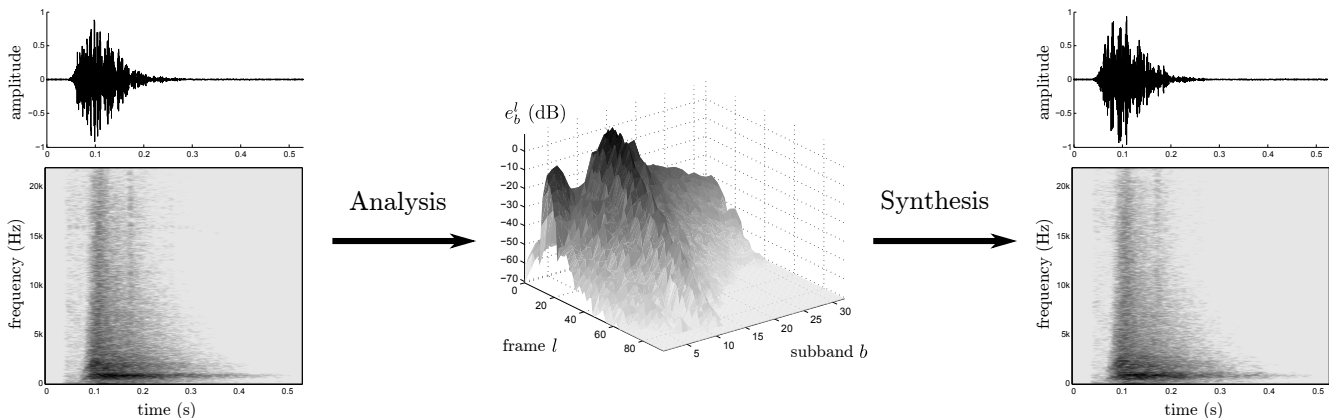 amplitude
1
0.5
0
−0.5
−1
0 0.1 0.2 0.3 0.4 0.5
frequency (Hz)
20k
15k
10k
5k
0
0 0.1 0.2 0.3 0.4 0.5
time (s)
Analysis
e_b^l (dB)
0
−10
−20
−30
−40
−50
−60
−70
0
20
40
60
80
frame l
5
10
15
20
25
30
subband b
Synthesis
amplitude
1
0.5
0
−0.5
−1
0 0.1 0.2 0.3 0.4 0.5
frequency (Hz)
20k
15k
10k
5k
0
0 0.1 0.2 0.3 0.4 0.5
time (s)